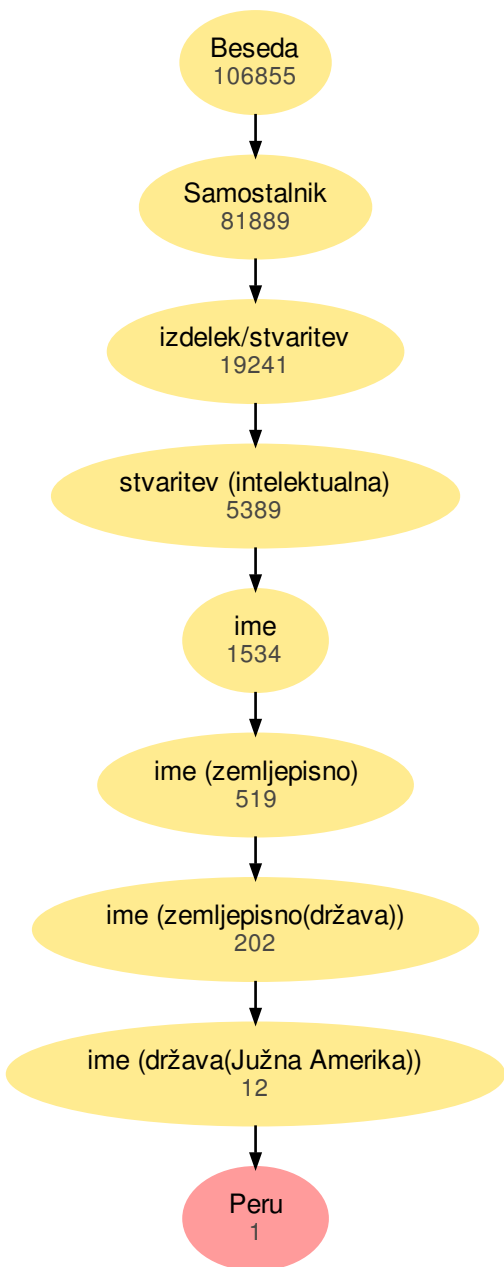 Beseda
106855
Samostalnik
81889
izdelek/stvaritev
19241
stvaritev (intelektualna)
5389
ime
1534
ime (zemljepisno)
519
ime (zemljepisno(država))
202
ime (država(Južna Amerika))
12
Peru
1